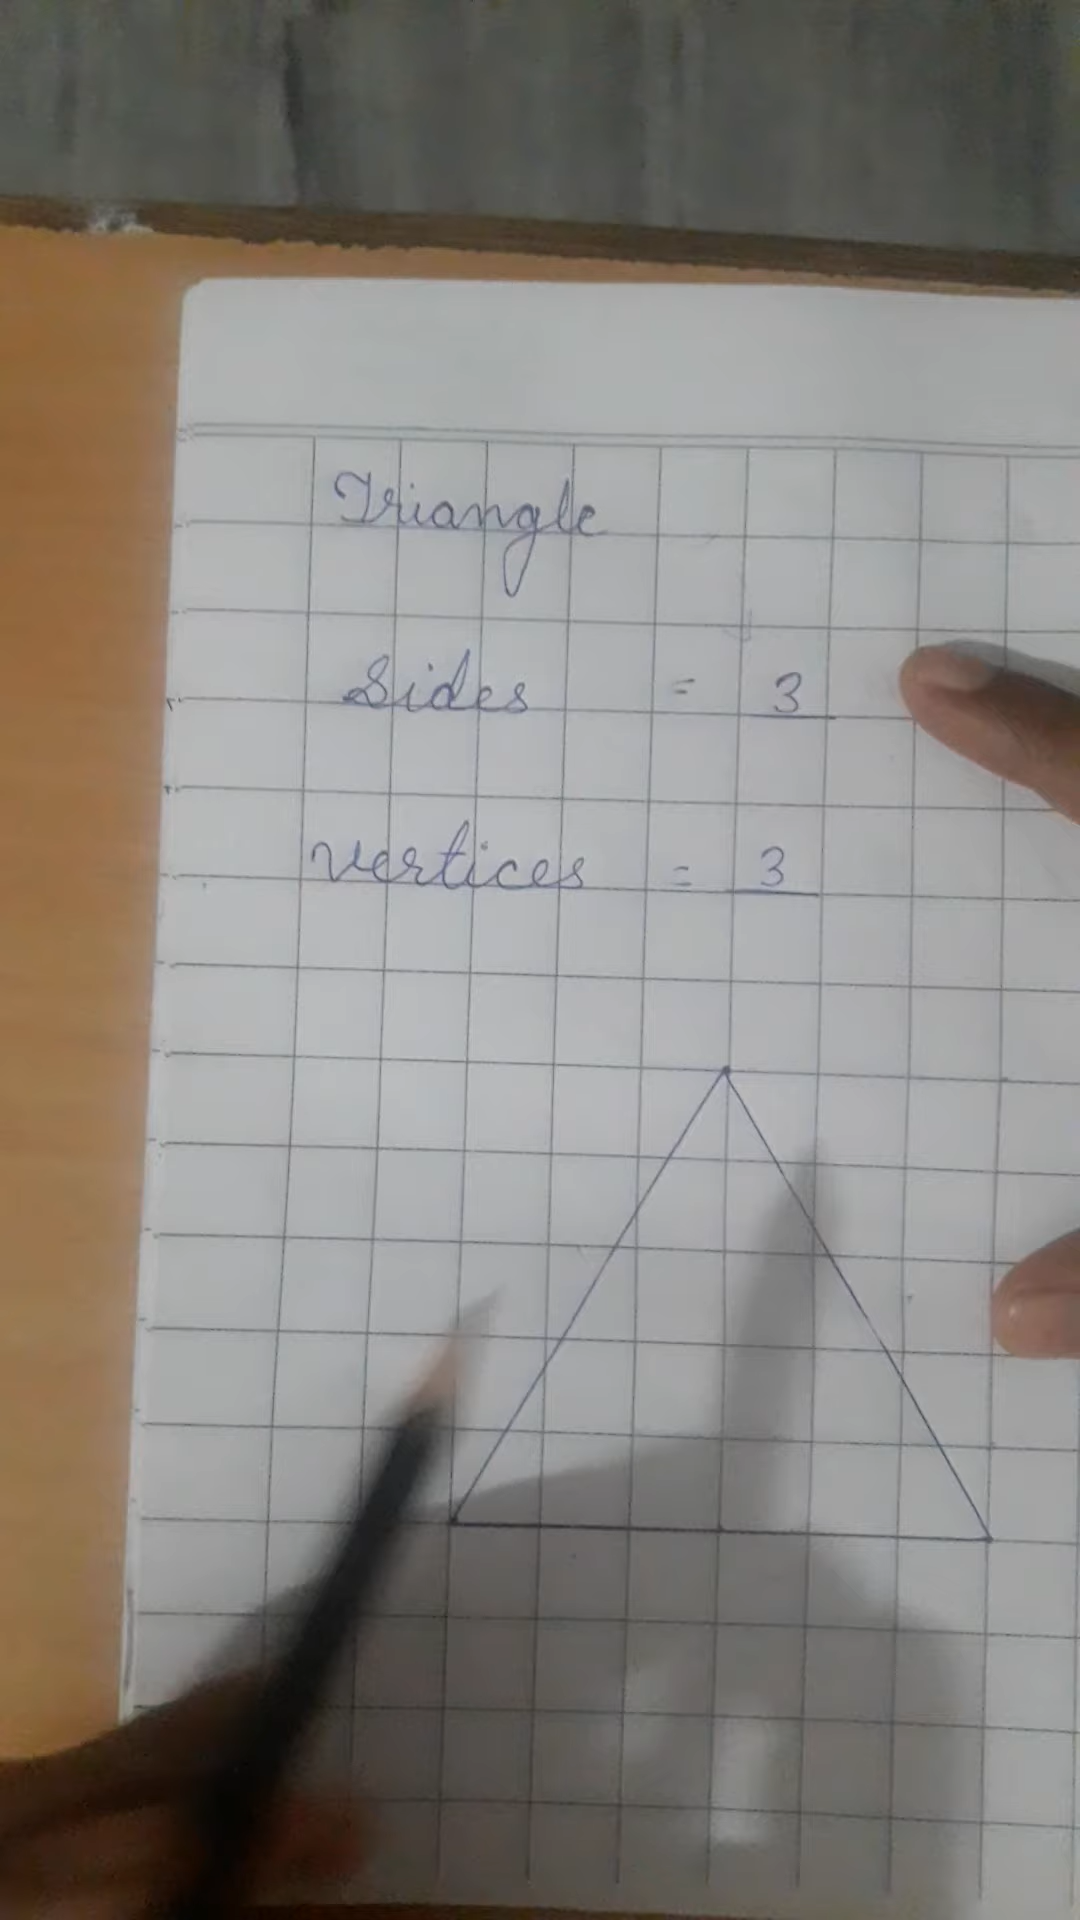 Triangle
Sides = 3
vertices = 3